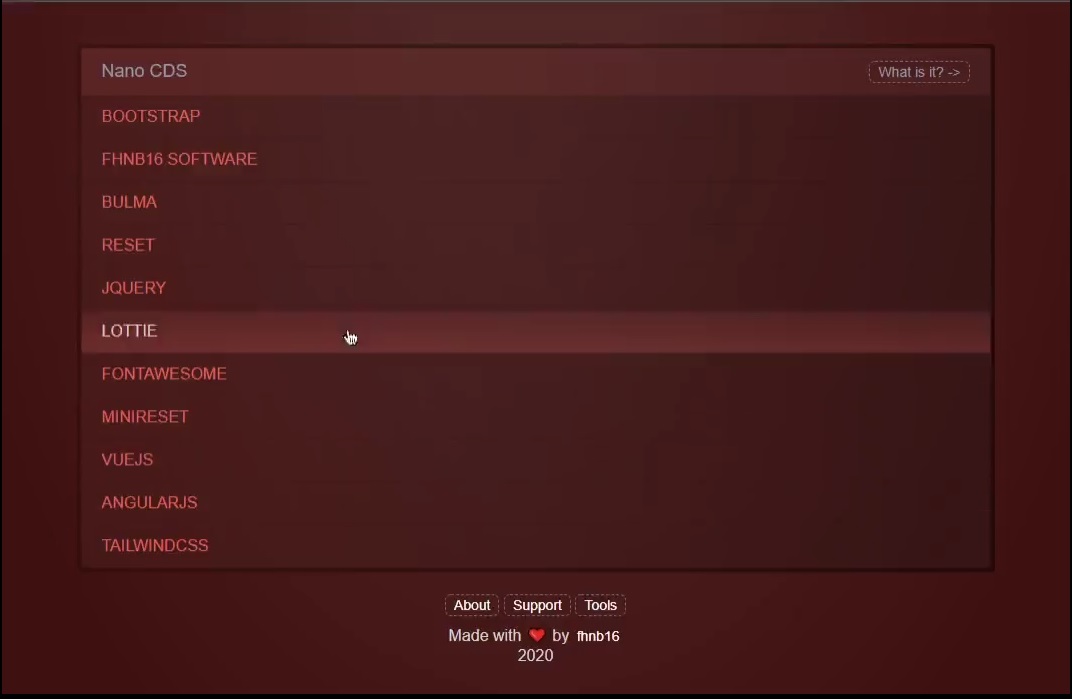 Nano CDS
What is it? ->
BOOTSTRAP
FHNB16 SOFTWARE
BULMA
RESET
JQUERY
LOTTIE
FONTAWESOME
MINIRESET
VUEJS
ANGULARJS
TAILWINDCSS
About Support Tools
Made with ❤ by fhnb16
2020